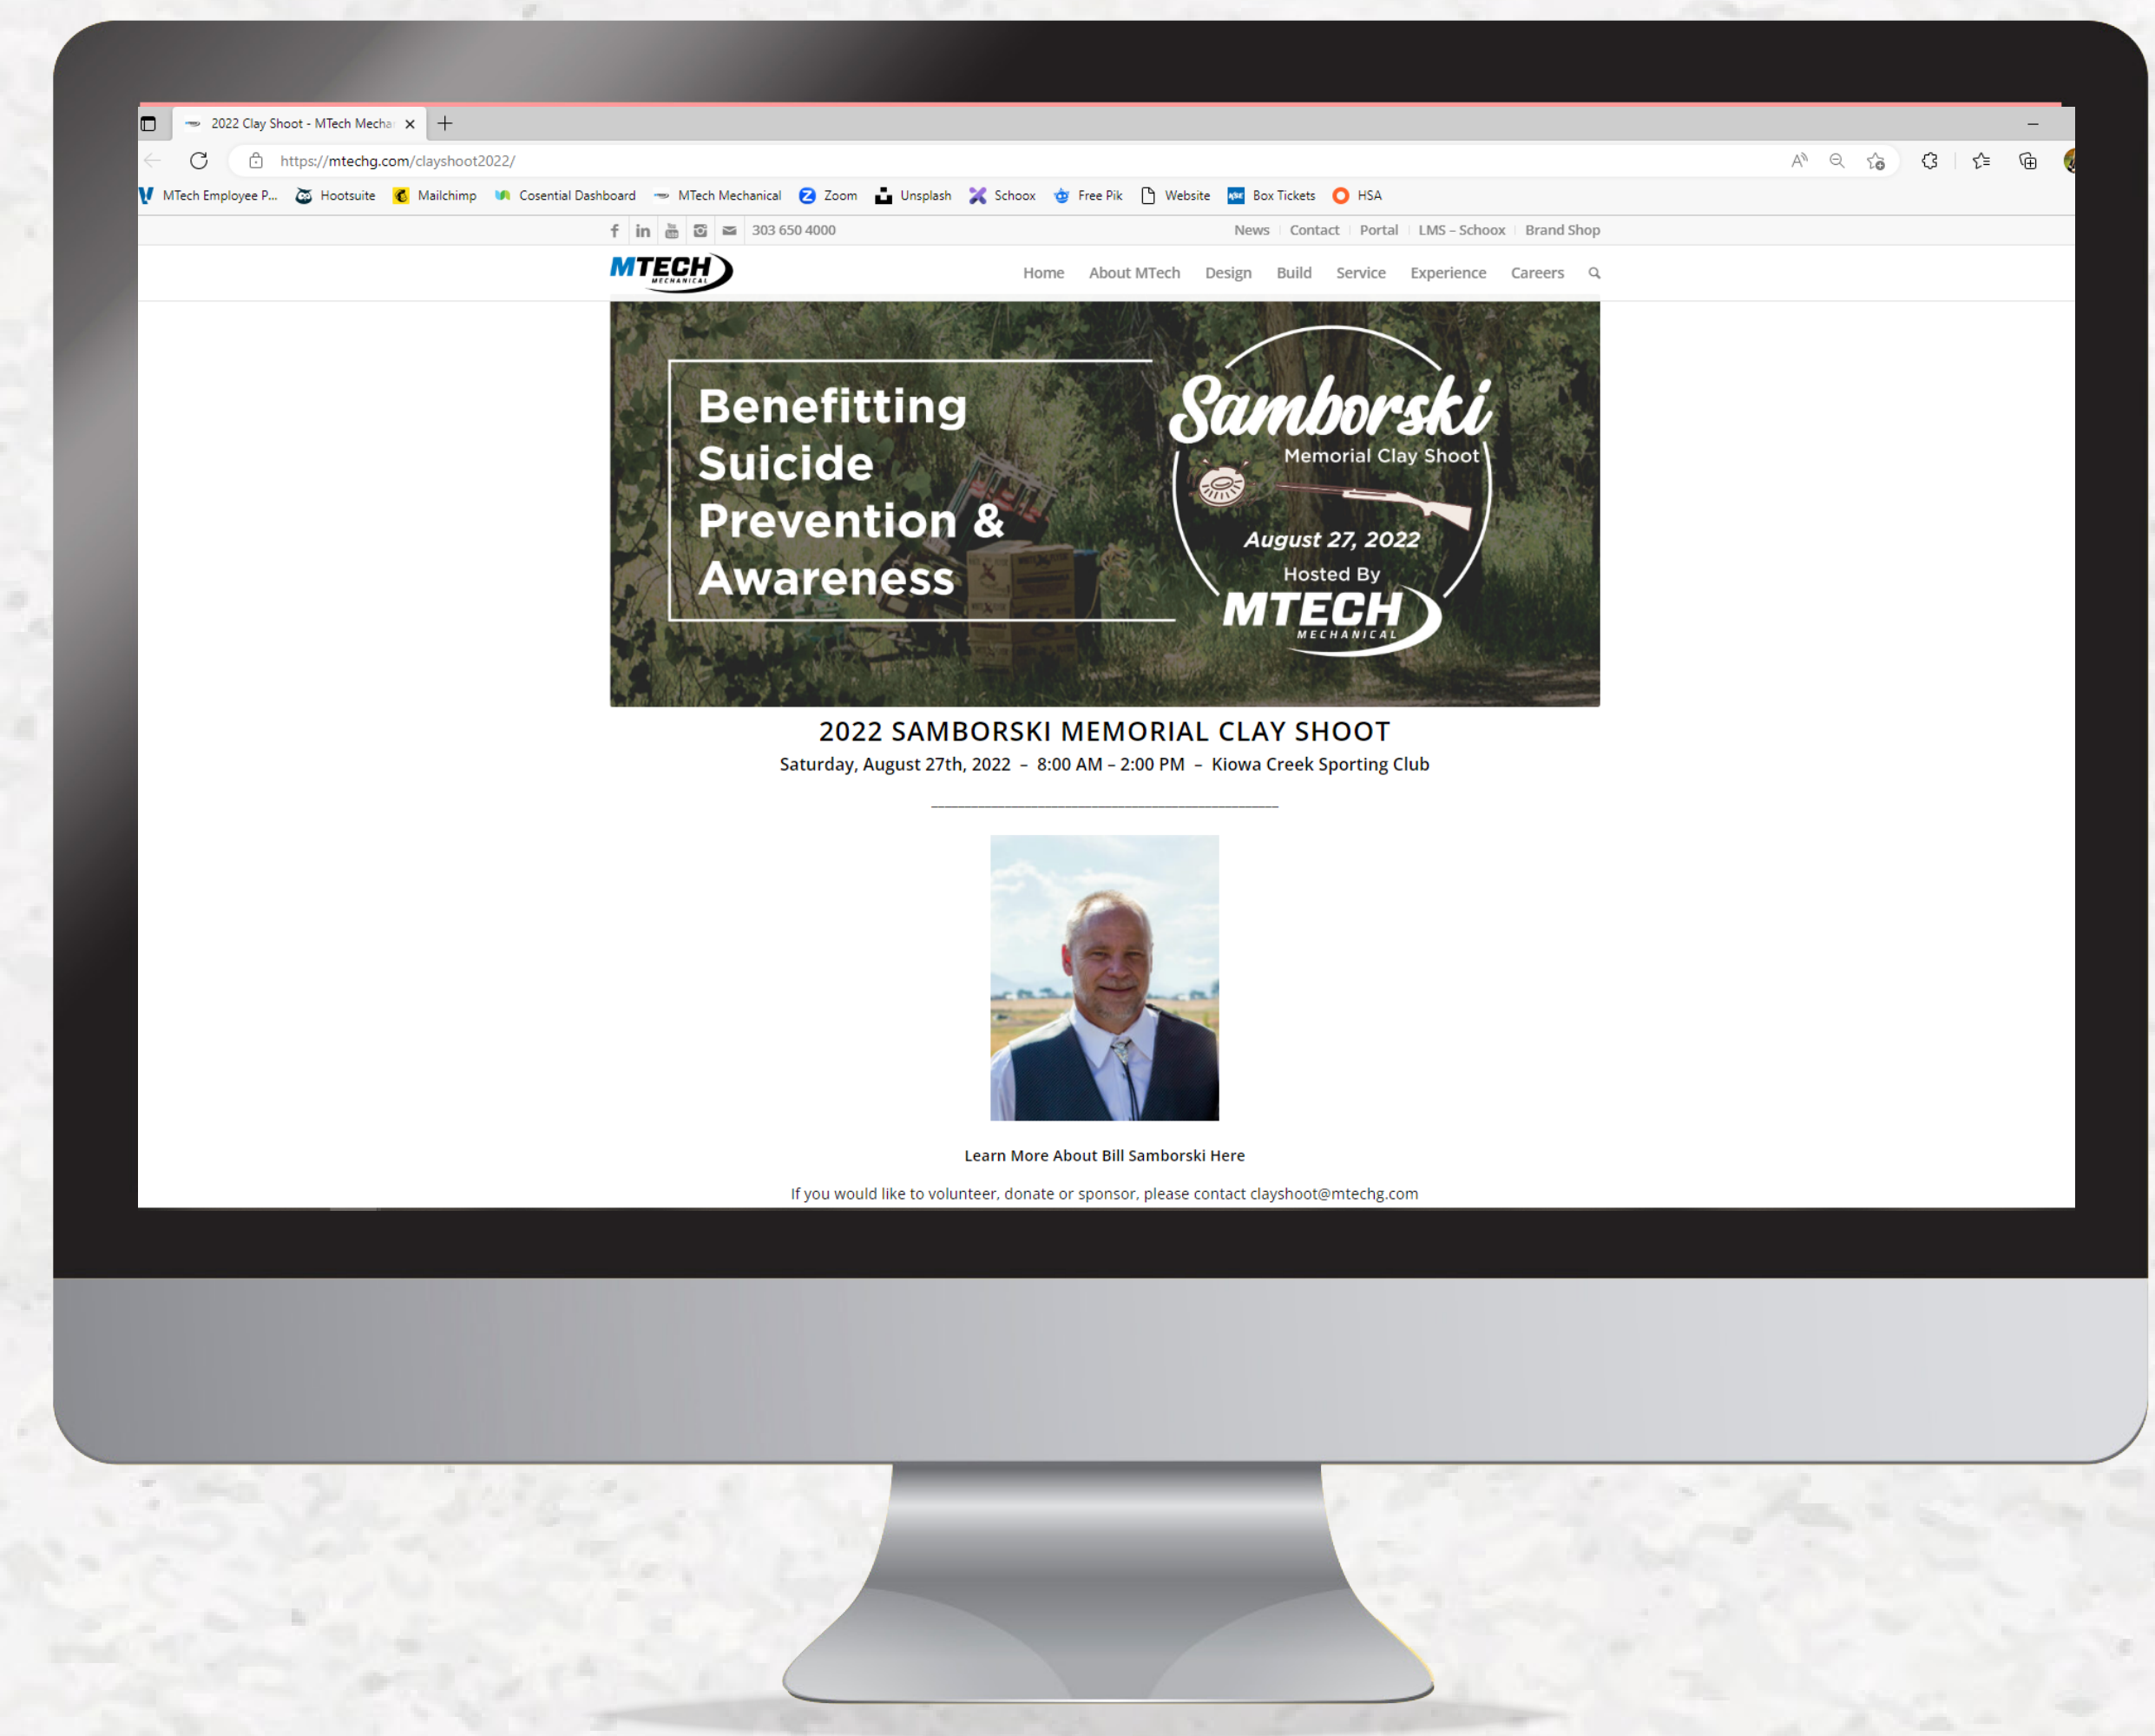 2022 Clay Shoot - MTech Mecha
https://mtechg.com/clayshoot2022/
MTech Employee P... Hootsuite Mailchimp Cosential Dashboard MTech Mechanical Zoom Unsplash Schoox Free Pik Website Box Tickets HSA
303 650 4000 News Contact Portal LMS – Schoox Brand Shop
MTECH
MECHANICAL
Home About MTech Design Build Service Experience Careers
Benefitting
Suicide
Prevention &
Awareness
Samborski
Memorial Clay Shoot
August 27, 2022
Hosted By
MTECH
MECHANICAL
2022 SAMBORSKI MEMORIAL CLAY SHOOT
Saturday, August 27th, 2022 – 8:00 AM – 2:00 PM – Kiowa Creek Sporting Club
Learn More About Bill Samborski Here
If you would like to volunteer, donate or sponsor, please contact clayshoot@mtechg.com